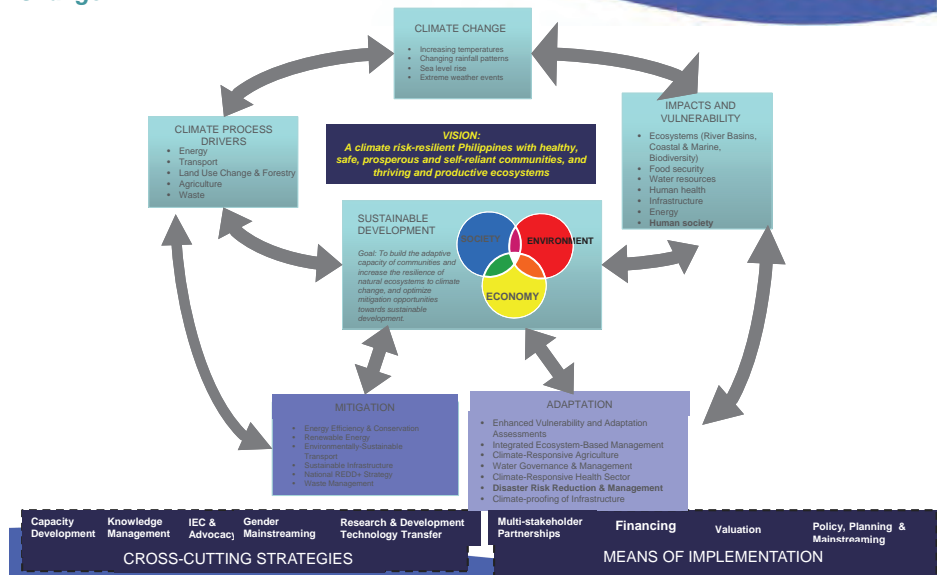 CLIMATE CHANGE
▪ Increasing temperatures
▪ Changing rainfall patterns
▪ Sea level rise
▪ Extreme weather events
CLIMATE PROCESS
DRIVERS
▪ Energy
▪ Transport
▪ Land Use Change & Forestry
▪ Agriculture
▪ Waste
VISION:
A climate risk-resilient Philippines with healthy,
safe, prosperous and self-reliant communities, and
thriving and productive ecosystems
IMPACTS AND
VULNERABILITY
▪ Ecosystems (River Basins,
Coastal & Marine,
Biodiversity)
▪ Food security
▪ Water resources
▪ Human health
▪ Infrastructure
▪ Energy
▪ Human society
SUSTAINABLE
DEVELOPMENT
Goal: To build the adaptive
capacity of communities and
increase the resilience of
natural ecosystems to climate
change, and optimize
mitigation opportunities
towards sustainable
development.
SOCIETY
ENVIRONMENT
ECONOMY
MITIGATION
▪ Energy Efficiency & Conservation
▪ Renewable Energy
▪ Environmentally-Sustainable
Transport
▪ Sustainable Infrastructure
▪ National REDD+ Strategy
▪ Waste Management
ADAPTATION
▪ Enhanced Vulnerability and Adaptation
Assessments
▪ Integrated Ecosystem-Based Management
▪ Climate-Responsive Agriculture
▪ Water Governance & Management
▪ Climate-Responsive Health Sector
▪ Disaster Risk Reduction & Management
▪ Climate-proofing of Infrastructure
Capacity
Development
Knowledge
Management
IEC &
Advocacy
Gender
Mainstreaming
Research & Development
Technology Transfer
CROSS-CUTTING STRATEGIES
Multi-stakeholder
Partnerships
Financing
Valuation
Policy, Planning &
Mainstreaming
MEANS OF IMPLEMENTATION